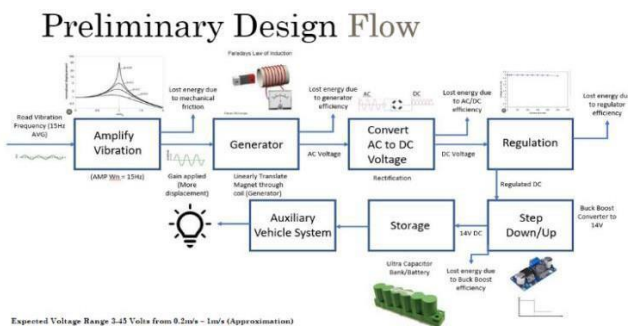 Preliminary Design Flow
Faradays Law of Induction
Lost energy due
to mechanical
friction
Lost energy due
to generator
efficiency
AC
DC
Lost energy due
to AC/DC
efficiency
Lost energy due
to regulator
efficiency
Road Vibration
Frequency (15Hz
AVG)
Amplify
Vibration
Generator
Convert
AC to DC
Voltage
Regulation
AC Voltage
DC Voltage
(AMP Wn = 15Hz)
Gain applied
(More
displacement)
Linearly Translate
Magnet through
coil (Generator)
Rectification
Regulated DC
Auxiliary
Vehicle System
Storage
14V DC
Step
Down/Up
Buck Boost
Converter to
14V
Ultra Capacitor
Bank/Battery
Lost energy due
to Buck Boost
efficiency
Expected Voltage Range 3-45 Volts from 0.2m/s – 1m/s (Approximation)